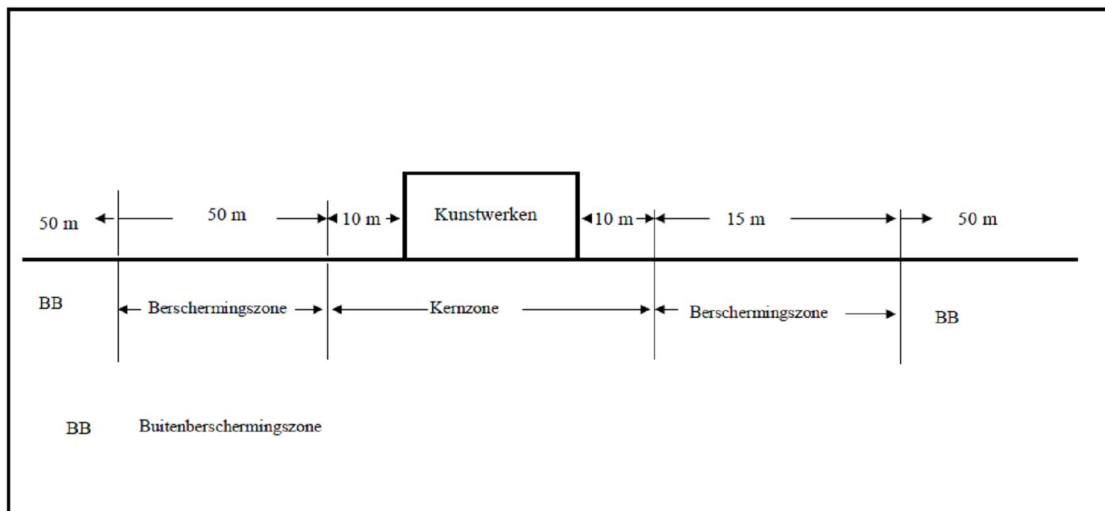 50 m 50 m 10 m Kunstwerken 10 m 15 m 50 m
BB Berschermingszone Kernzone Berschermingszone BB
BB Buitenberschermingszone